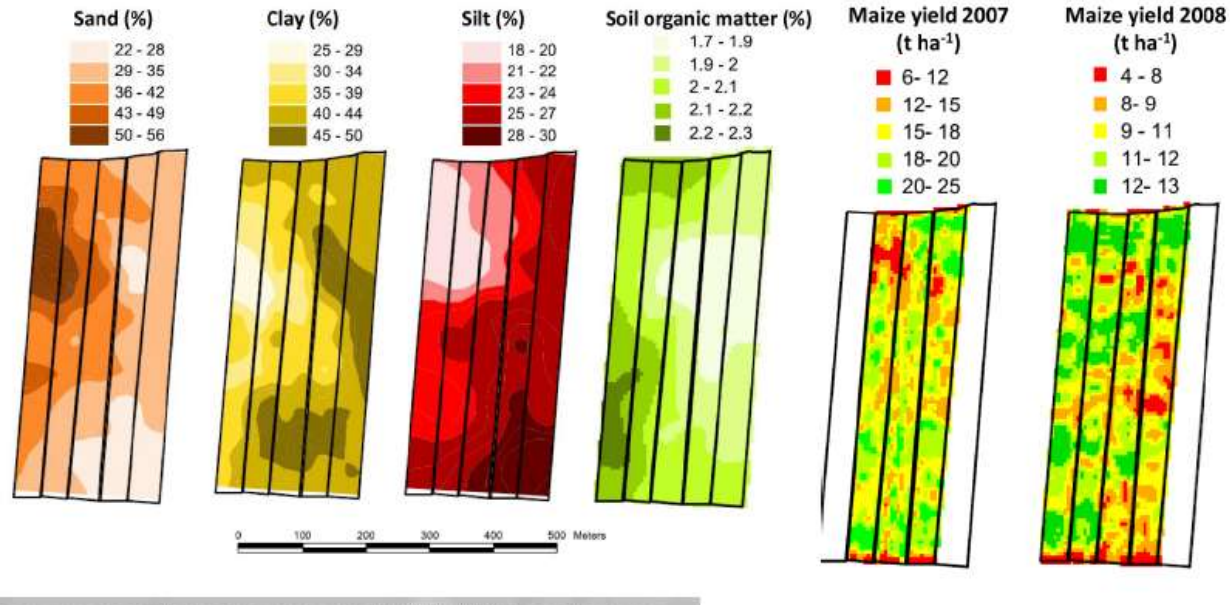 Sand (%)
22 - 28
29 - 35
36 - 42
43 - 49
50 - 56
Clay (%)
25 - 29
30 - 34
35 - 39
40 - 44
45 - 50
Silt (%)
18 - 20
21 - 22
23 - 24
25 - 27
28 - 30
Soil organic matter (%)
1.7 - 1.9
1.9 - 2
2 - 2.1
2.1 - 2.2
2.2 - 2.3
Maize yield 2007
(t ha⁻¹)
6- 12
12- 15
15- 18
18- 20
20- 25
Maize yield 2008
(t ha⁻¹)
4 - 8
8- 9
9 - 11
11- 12
12- 13
0 100 200 300 400 500 Meters